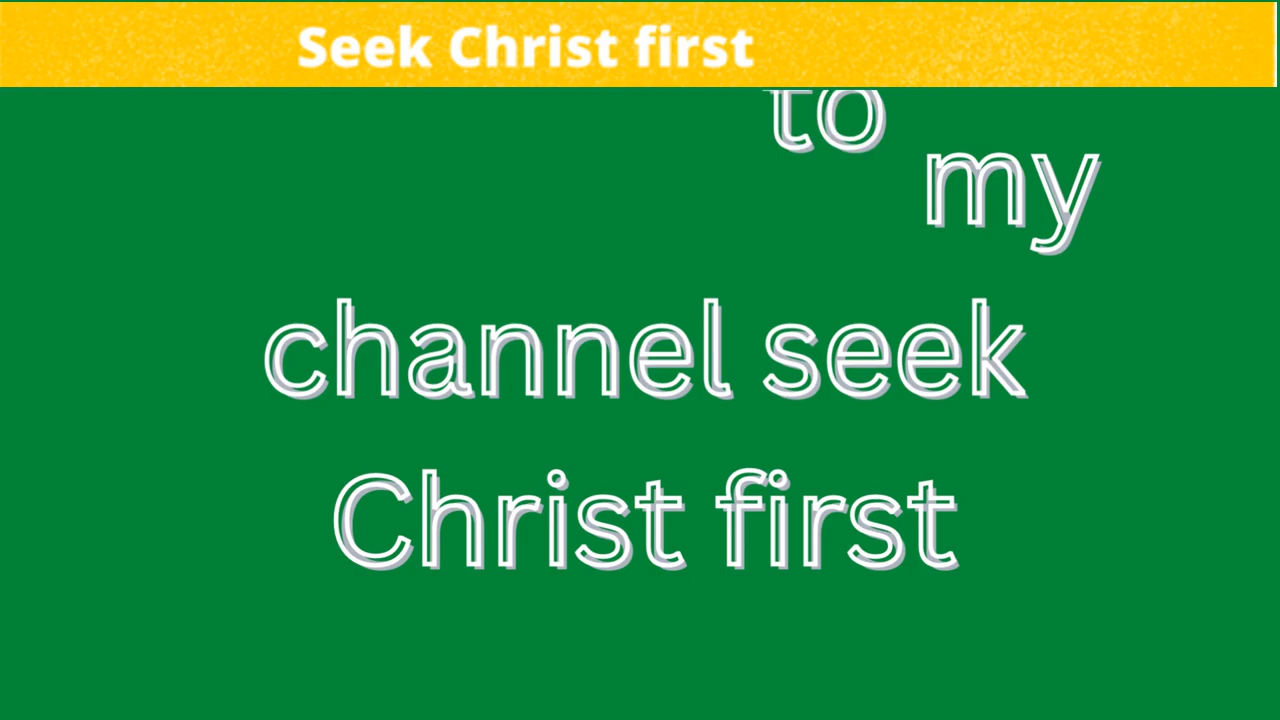 Seek Christ first
to
my
channel seek
Christ first